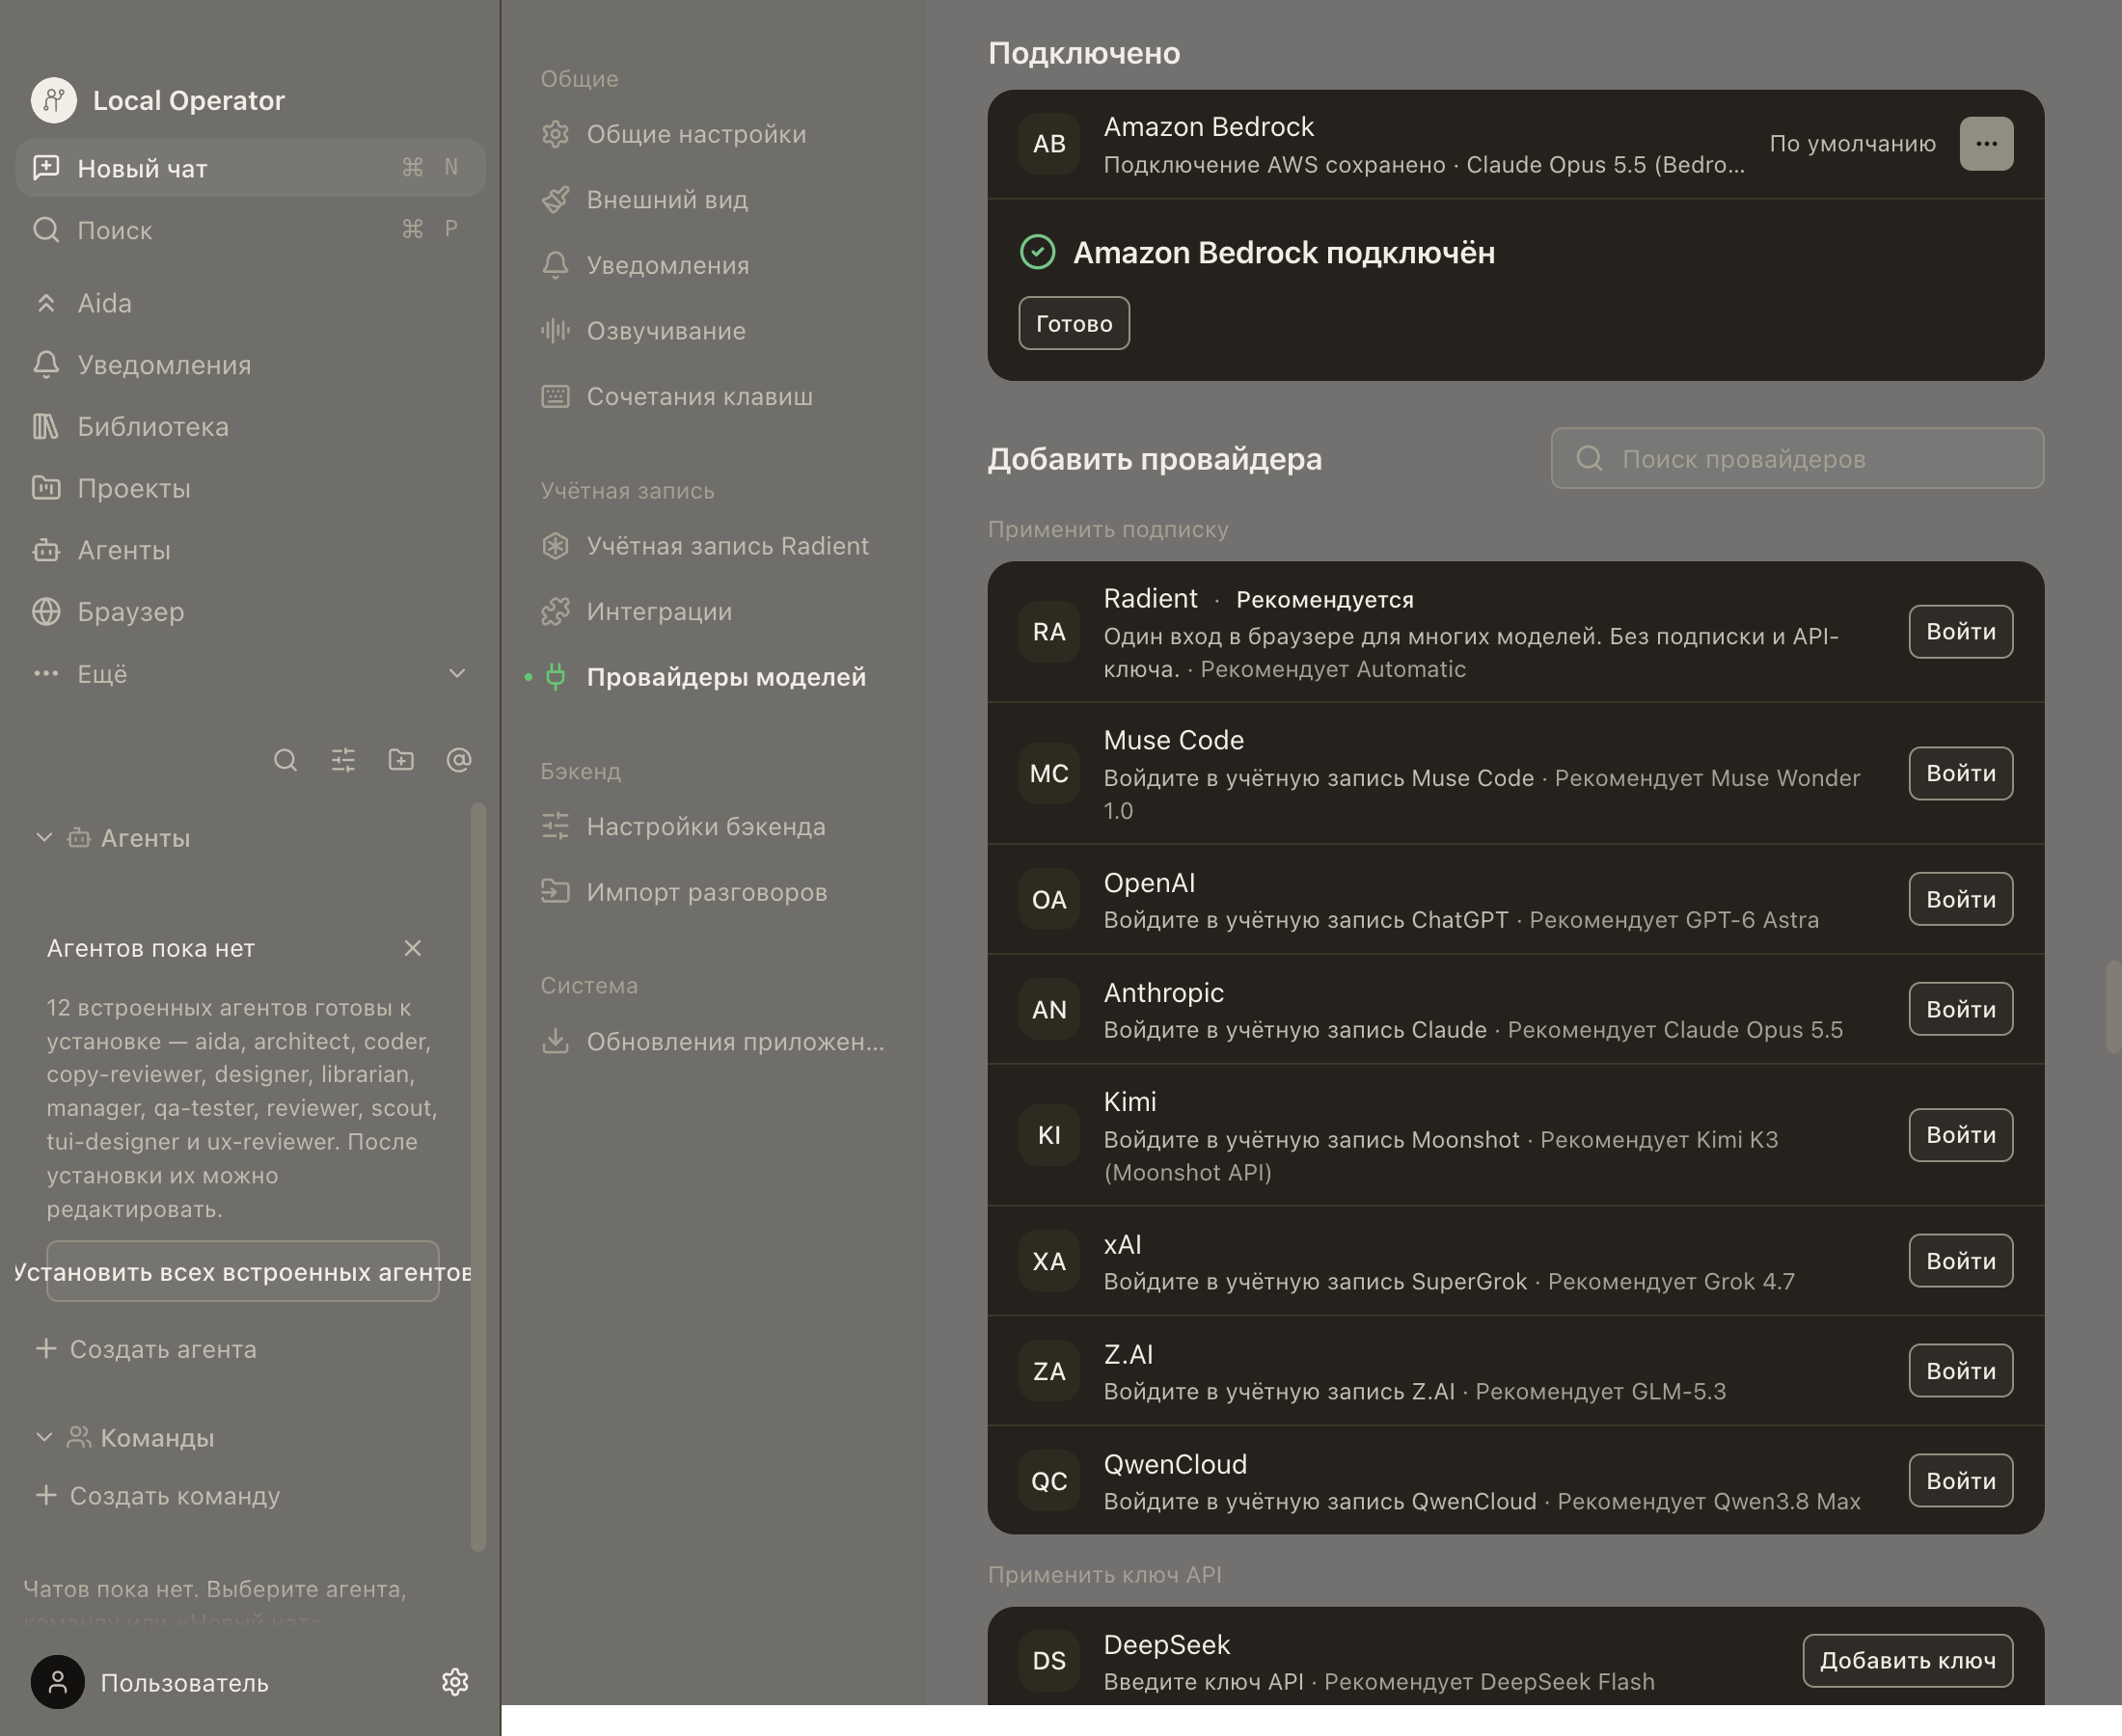 Local Operator
Новый чат ⌘ N
Поиск ⌘ P
Aida
Уведомления
Библиотека
Проекты
Агенты
Браузер
Ещё
Агенты
Агентов пока нет
12 встроенных агентов готовы к
установке — aida, architect, coder,
copy-reviewer, designer, librarian,
manager, qa-tester, reviewer, scout,
tui-designer и ux-reviewer. После
установки их можно
редактировать.
Установить всех встроенных агентов
Создать агента
Команды
Создать команду
Чатов пока нет. Выберите агента,
команду или «Новый чат»
Пользователь
Общие
Общие настройки
Внешний вид
Уведомления
Озвучивание
Сочетания клавиш
Учётная запись
Учётная запись Radient
Интеграции
Провайдеры моделей
Бэкенд
Настройки бэкенда
Импорт разговоров
Система
Обновления приложен...
Подключено
AB
Amazon Bedrock
Подключение AWS сохранено · Claude Opus 5.5 (Bedro...
По умолчанию
Amazon Bedrock подключён
Готово
Добавить провайдера
Поиск провайдеров
Применить подписку
RA
Radient · Рекомендуется
Один вход в браузере для многих моделей. Без подписки и API-
ключа. · Рекомендует Automatic
Войти
MC
Muse Code
Войдите в учётную запись Muse Code · Рекомендует Muse Wonder
1.0
Войти
OA
OpenAI
Войдите в учётную запись ChatGPT · Рекомендует GPT-6 Astra
Войти
AN
Anthropic
Войдите в учётную запись Claude · Рекомендует Claude Opus 5.5
Войти
KI
Kimi
Войдите в учётную запись Moonshot · Рекомендует Kimi K3
(Moonshot API)
Войти
XA
xAI
Войдите в учётную запись SuperGrok · Рекомендует Grok 4.7
Войти
ZA
Z.AI
Войдите в учётную запись Z.AI · Рекомендует GLM-5.3
Войти
QC
QwenCloud
Войдите в учётную запись QwenCloud · Рекомендует Qwen3.8 Max
Войти
Применить ключ API
DS
DeepSeek
Введите ключ API · Рекомендует DeepSeek Flash
Добавить ключ